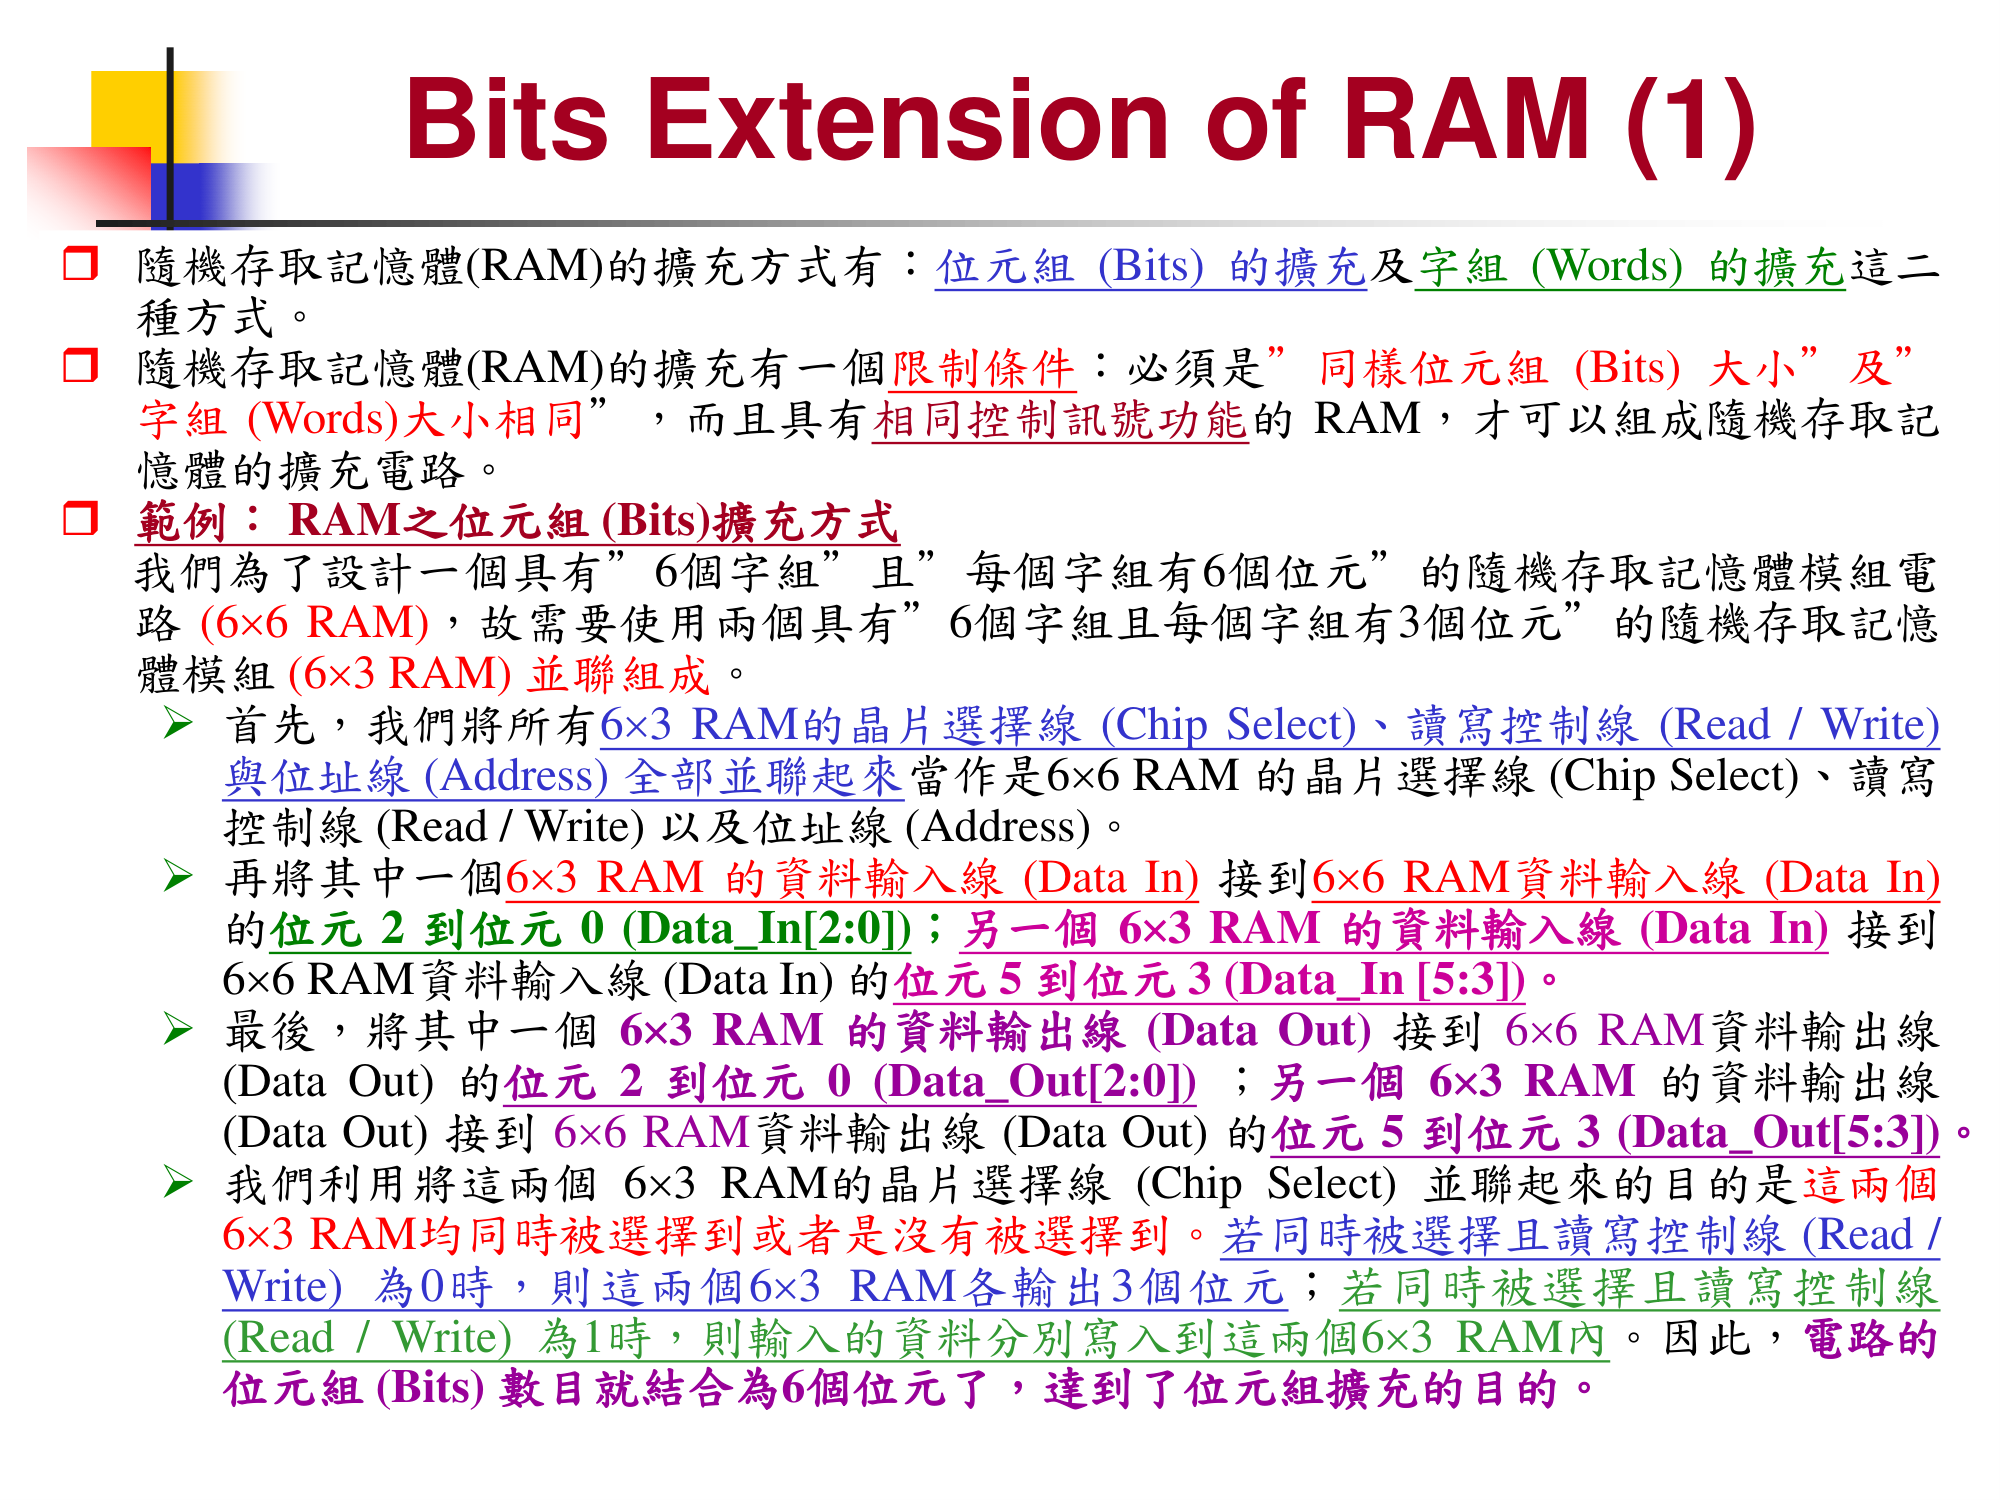 Bits Extension of RAM (1)
隨機存取記憶體(RAM)的擴充方式有：位元組 (Bits) 的擴充及字組 (Words) 的擴充這二
種方式。
隨機存取記憶體(RAM)的擴充有一個限制條件：必須是”同樣位元組 (Bits) 大小”及”
字組 (Words)大小相同”，而且具有相同控制訊號功能的 RAM，才可以組成隨機存取記
憶體的擴充電路。
範例： RAM之位元組 (Bits)擴充方式
我們為了設計一個具有”6個字組”且”每個字組有6個位元”的隨機存取記憶體模組電
路 (6×6 RAM)，故需要使用兩個具有”6個字組且每個字組有3個位元”的隨機存取記憶
體模組 (6×3 RAM) 並聯組成。
首先，我們將所有6×3 RAM的晶片選擇線 (Chip Select)、讀寫控制線 (Read / Write)
與位址線 (Address) 全部並聯起來當作是6×6 RAM 的晶片選擇線 (Chip Select)、讀寫
控制線 (Read / Write) 以及位址線 (Address)。
再將其中一個6×3 RAM 的資料輸入線 (Data In) 接到6×6 RAM資料輸入線 (Data In)
的位元 2 到位元 0 (Data_In[2:0])；另一個 6×3 RAM 的資料輸入線 (Data In) 接到
6×6 RAM資料輸入線 (Data In) 的位元 5 到位元 3 (Data_In [5:3])。
最後，將其中一個 6×3 RAM 的資料輸出線 (Data Out) 接到 6×6 RAM資料輸出線
(Data Out) 的位元 2 到位元 0 (Data_Out[2:0]) ；另一個 6×3 RAM 的資料輸出線
(Data Out) 接到 6×6 RAM資料輸出線 (Data Out) 的位元 5 到位元 3 (Data_Out[5:3])。
我們利用將這兩個 6×3 RAM的晶片選擇線 (Chip Select) 並聯起來的目的是這兩個
6×3 RAM均同時被選擇到或者是沒有被選擇到。若同時被選擇且讀寫控制線 (Read /
Write) 為0時，則這兩個6×3 RAM各輸出3個位元；若同時被選擇且讀寫控制線
(Read / Write) 為1時，則輸入的資料分別寫入到這兩個6×3 RAM內。因此，電路的
位元組 (Bits) 數目就結合為6個位元了，達到了位元組擴充的目的。